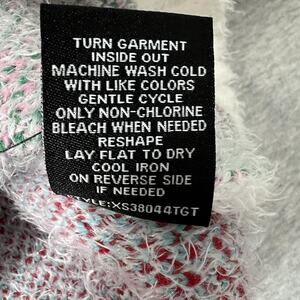 TURN GARMENT
INSIDE OUT
MACHINE WASH COLD
WITH LIKE COLORS
GENTLE CYCLE
ONLY NON-CHLORINE
BLEACH WHEN NEEDED
RESHAPE
LAY FLAT TO DRY
COOL IRON
ON REVERSE SIDE
IF NEEDED
STYLE:XS38044TGT